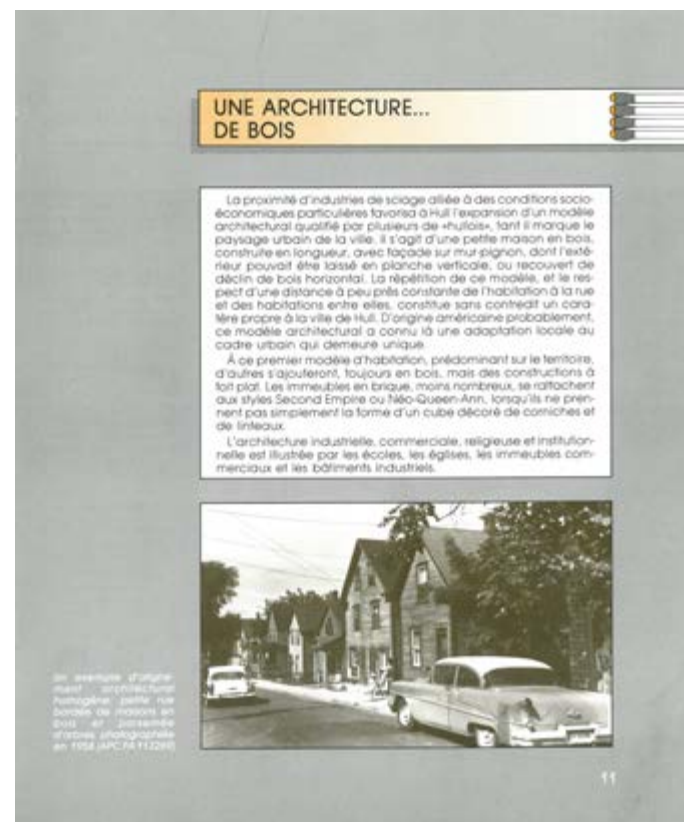 UNE ARCHITECTURE...
DE BOIS
La proximité d'industries de sciage alliée à des conditions socio-
économiques particulières favorisa à Hull l'expansion d'un modèle
architectural qualifié par plusieurs de «hullois», tant il marque le
paysage urbain de la ville. Il s'agit d'une petite maison en bois,
construite en longueur, avec façade sur mur-pignon, dont l'exté-
rieur pouvait être laissé en planche verticale, ou recouvert de
déclin de bois horizontal. La répétition de ce modèle, et le res-
pect d'une distance à peu près constante de l'habitation à la rue
et des habitations entre elles, constitue sans contredit un cara-
tère propre à la ville de Hull. D'origine américaine probablement,
ce modèle architectural a connu là une adaptation locale au
cadre urbain qui demeure unique.
À ce premier modèle d'habitation, prédominant sur le territoire,
d'autres s'ajouteront, toujours en bois, mais des constructions à
toit plat. Les immeubles en brique, moins nombreux, se rattachent
aux styles Second Empire ou Néo-Queen-Ann, lorsqu'ils ne pren-
nent pas simplement la forme d'un cube décoré de corniches et
de linteaux.
L'architecture industrielle, commerciale, religieuse et institution-
nelle est illustrée par les écoles, les églises, les immeubles com-
merciaux et les bâtiments industriels.
Un exemple d'aligne-
ment architectural
homogène: petite rue
bordée de maisons en
bois et parsemée
d'arbres photographiée
en 1958 (APC PA 113269)
11